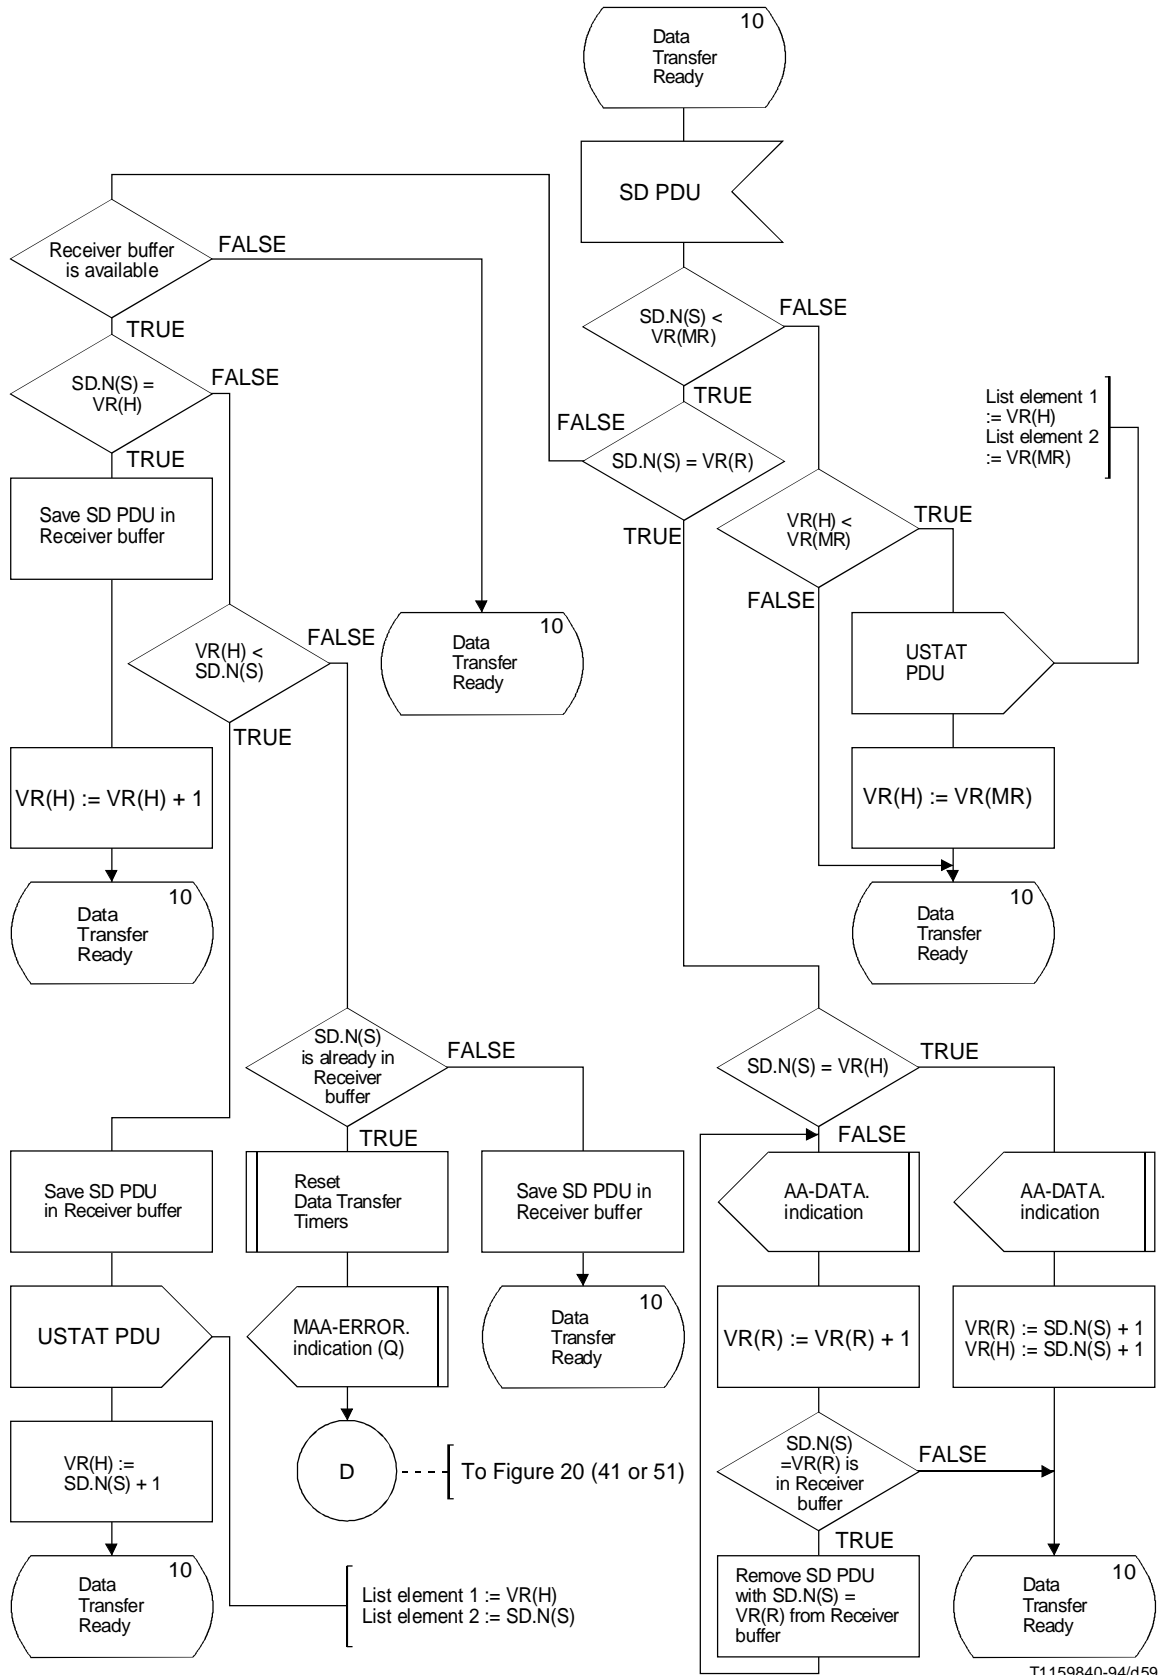 10
Data
Transfer
Ready
SD PDU
Receiver buffer
is available
FALSE
TRUE
SD.N(S) <
VR(MR)
FALSE
TRUE
SD.N(S) =
VR(H)
FALSE
TRUE
SD.N(S) = VR(R)
FALSE
TRUE
List element 1
:= VR(H)
List element 2
:= VR(MR)
Save SD PDU in
Receiver buffer
VR(H) <
VR(MR)
TRUE
FALSE
VR(H) <
SD.N(S)
FALSE
TRUE
10
Data
Transfer
Ready
USTAT
PDU
VR(H) := VR(H) + 1
VR(H) := VR(MR)
10
Data
Transfer
Ready
10
Data
Transfer
Ready
SD.N(S)
is already in
Receiver
buffer
FALSE
TRUE
SD.N(S) = VR(H)
TRUE
FALSE
Save SD PDU
in Receiver buffer
Reset
Data Transfer
Timers
Save SD PDU in
Receiver buffer
AA-DATA.
indication
AA-DATA.
indication
USTAT PDU
MAA-ERROR.
indication (Q)
10
Data
Transfer
Ready
VR(R) := VR(R) + 1
VR(R) := SD.N(S) + 1
VR(H) := SD.N(S) + 1
VR(H) :=
SD.N(S) + 1
D
To Figure 20 (41 or 51)
SD.N(S)
=VR(R) is
in Receiver
buffer
FALSE
TRUE
10
Data
Transfer
Ready
List element 1 := VR(H)
List element 2 := SD.N(S)
Remove SD PDU
with SD.N(S) =
VR(R) from Receiver
buffer
10
Data
Transfer
Ready
T1159840-94/d59